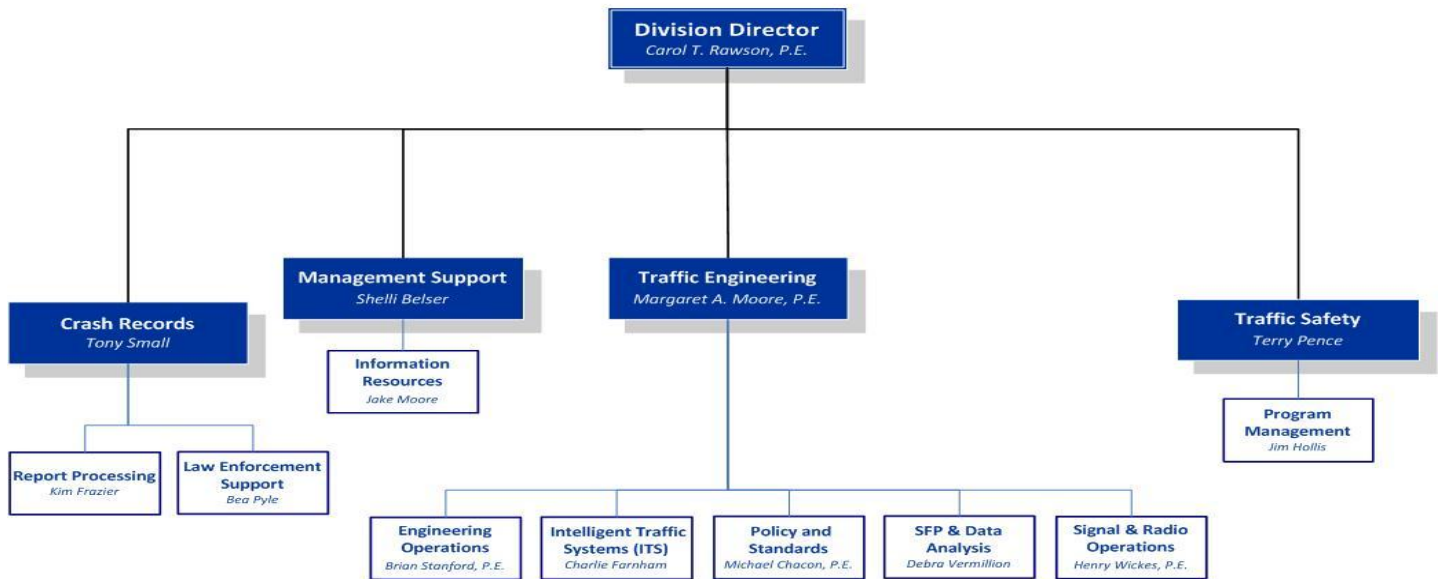 Division Director
Carol T. Rawson, P.E.
Crash Records
Tony Small
Report Processing
Kim Frazier
Law Enforcement
Support
Bea Pyle
Management Support
Shelli Belser
Information
Resources
Jake Moore
Traffic Engineering
Margaret A. Moore, P.E.
Engineering
Operations
Brian Stanford, P.E.
Intelligent Traffic
Systems (ITS)
Charlie Farnham
Policy and
Standards
Michael Chacon, P.E.
SFP & Data
Analysis
Debra Vermillion
Signal & Radio
Operations
Henry Wickes, P.E.
Traffic Safety
Terry Pence
Program
Management
Jim Hollis